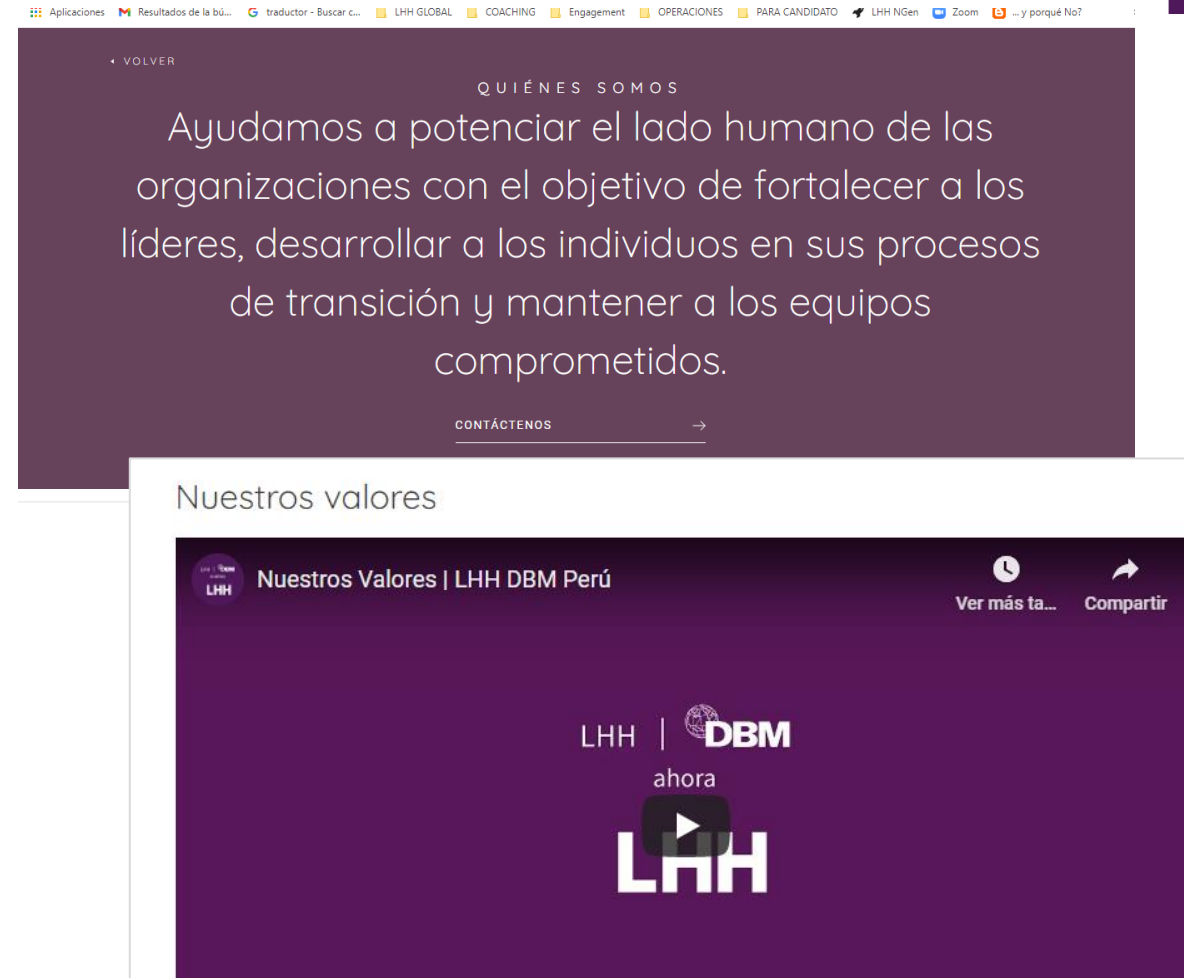 Aplicaciones Resultados de la bú... traductor - Buscar c... LHH GLOBAL COACHING Engagement OPERACIONES PARA CANDIDATO LHH NGen Zoom ... y porqué No?
VOLVER
QUIÉNES SOMOS
Ayudamos a potenciar el lado humano de las
organizaciones con el objetivo de fortalecer a los
líderes, desarrollar a los individuos en sus procesos
de transición y mantener a los equipos
comprometidos.
CONTÁCTENOS
Nuestros valores
LHH
Nuestros Valores | LHH DBM Perú
Ver más ta...
Compartir
LHH | DBM
ahora
LHH